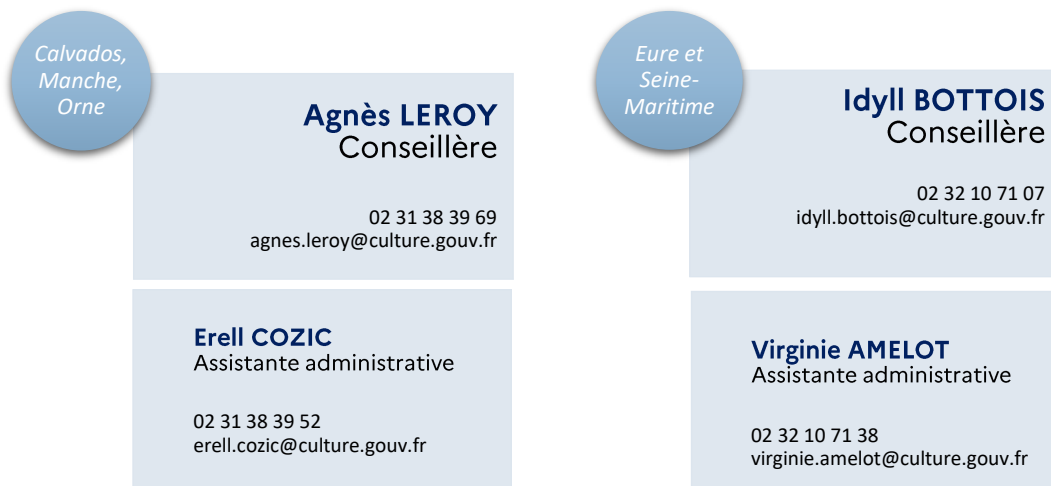 Calvados,
Manche,
Orne
Agnès LEROY
Conseillère
02 31 38 39 69
agnes.leroy@culture.gouv.fr
Erell COZIC
Assistante administrative
02 31 38 39 52
erell.cozic@culture.gouv.fr
Eure et
Seine-
Maritime
Idyll BOTTOIS
Conseillère
02 32 10 71 07
idyll.bottois@culture.gouv.fr
Virginie AMELOT
Assistante administrative
02 32 10 71 38
virginie.amelot@culture.gouv.fr